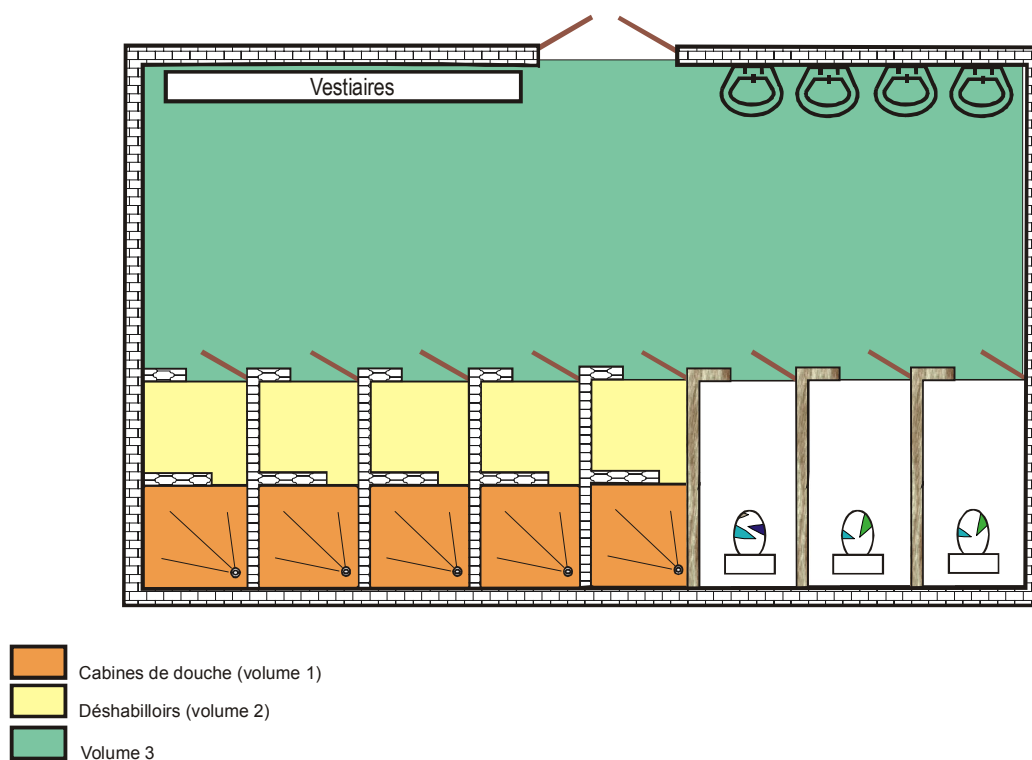 Vestiaires
Cabines de douche (volume 1)
Déshabilloirs (volume 2)
Volume 3